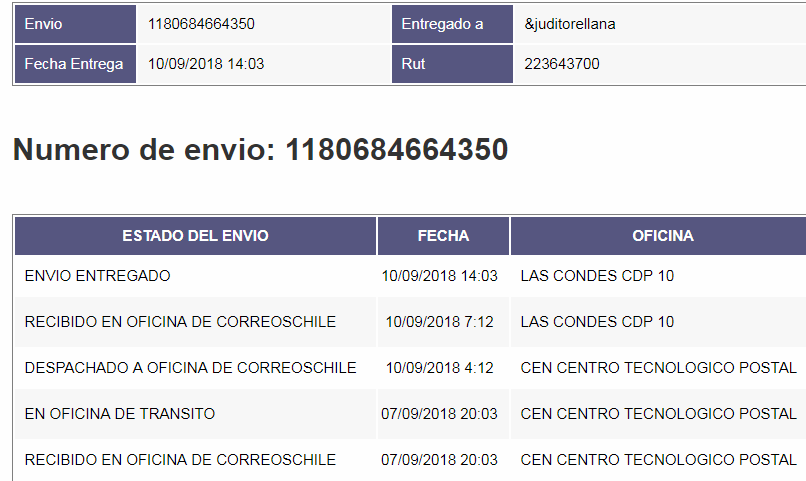 Envio 1180684664350 Entregado a &juditorellana
Fecha Entrega 10/09/2018 14:03 Rut 223643700
Numero de envio: 1180684664350
ESTADO DEL ENVIO FECHA OFICINA
ENVIO ENTREGADO 10/09/2018 14:03 LAS CONDES CDP 10
RECIBIDO EN OFICINA DE CORREOSCHILE 10/09/2018 7:12 LAS CONDES CDP 10
DESPACHADO A OFICINA DE CORREOSCHILE 10/09/2018 4:12 CEN CENTRO TECNOLOGICO POSTAL
EN OFICINA DE TRANSITO 07/09/2018 20:03 CEN CENTRO TECNOLOGICO POSTAL
RECIBIDO EN OFICINA DE CORREOSCHILE 07/09/2018 20:03 CEN CENTRO TECNOLOGICO POSTAL